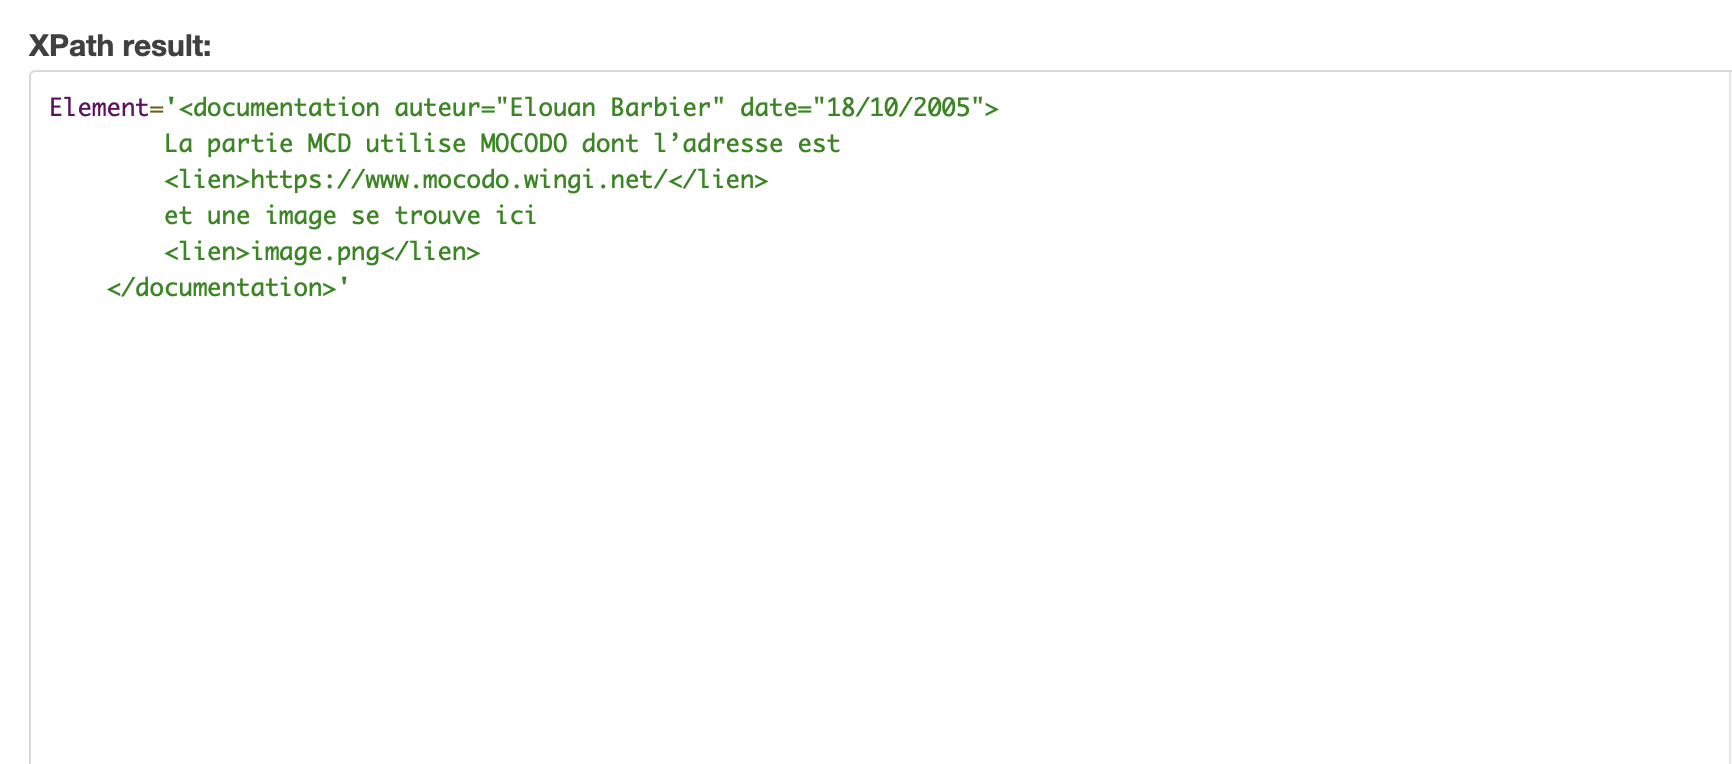 XPath result:
Element='<documentation auteur="Elouan Barbier" date="18/10/2005">
La partie MCD utilise MOCODO dont l’adresse est
<lien>https://www.mocodo.wingi.net/</lien>
et une image se trouve ici
<lien>image.png</lien>
</documentation>'